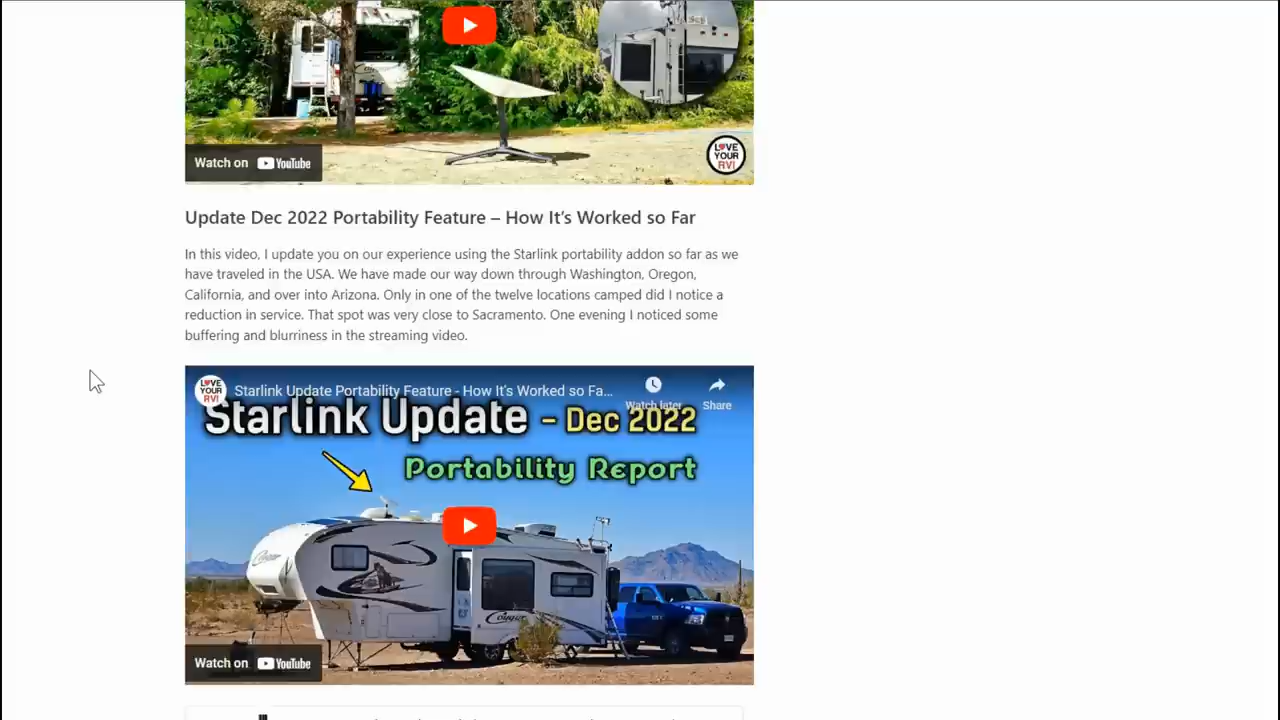 Watch on YouTube
LOVE
YOUR
RV!
Update Dec 2022 Portability Feature – How It's Worked so Far
In this video, I update you on our experience using the Starlink portability addon so far as we
have traveled in the USA. We have made our way down through Washington, Oregon,
California, and over into Arizona. Only in one of the twelve locations camped did I notice a
reduction in service. That spot was very close to Sacramento. One evening I noticed some
buffering and blurriness in the streaming video.
LOVE
YOUR
RV!
Starlink Update Portability Feature - How It's Worked so Fa...
Watch later
Share
Starlink Update - Dec 2022
Portability Report
Cougar
Cougar
Watch on YouTube